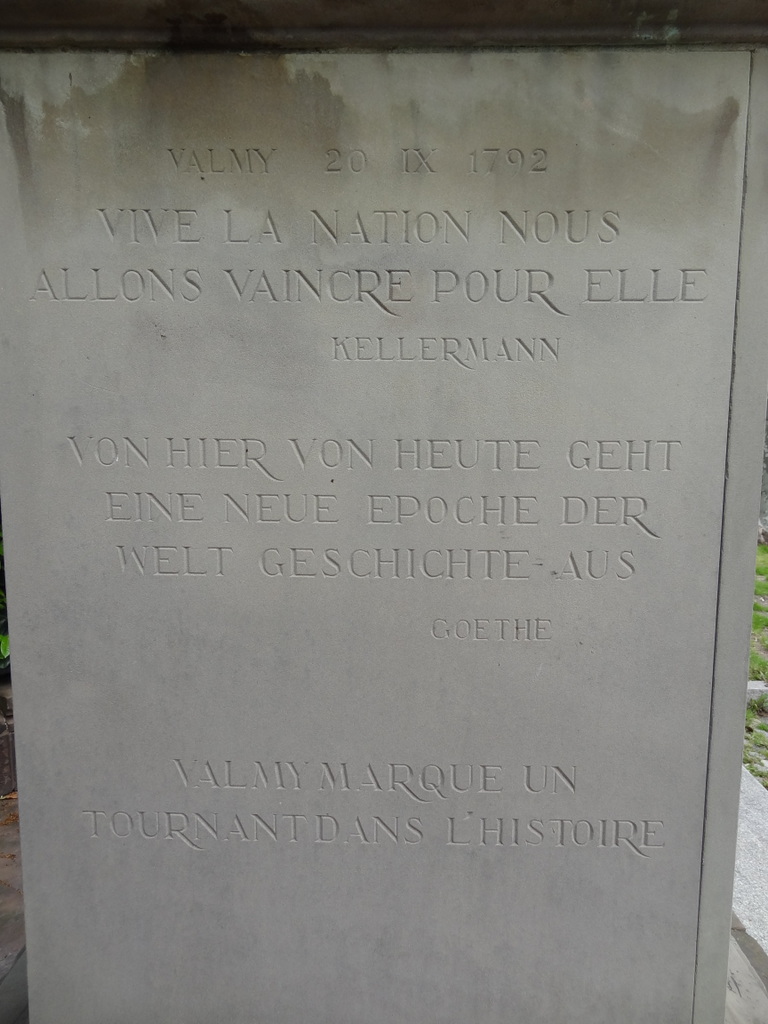 VALMY 20 IX 1792
VIVE LA NATION NOUS
ALLONS VAINCRE POUR ELLE
KELLERMANN
VON HIER VON HEUTE GEHT
EINE NEUE EPOCHE DER
WELT GESCHICHTE-AUS
GOETHE
VALMY MARQUE UN
TOURNANT DANS L'HISTOIRE